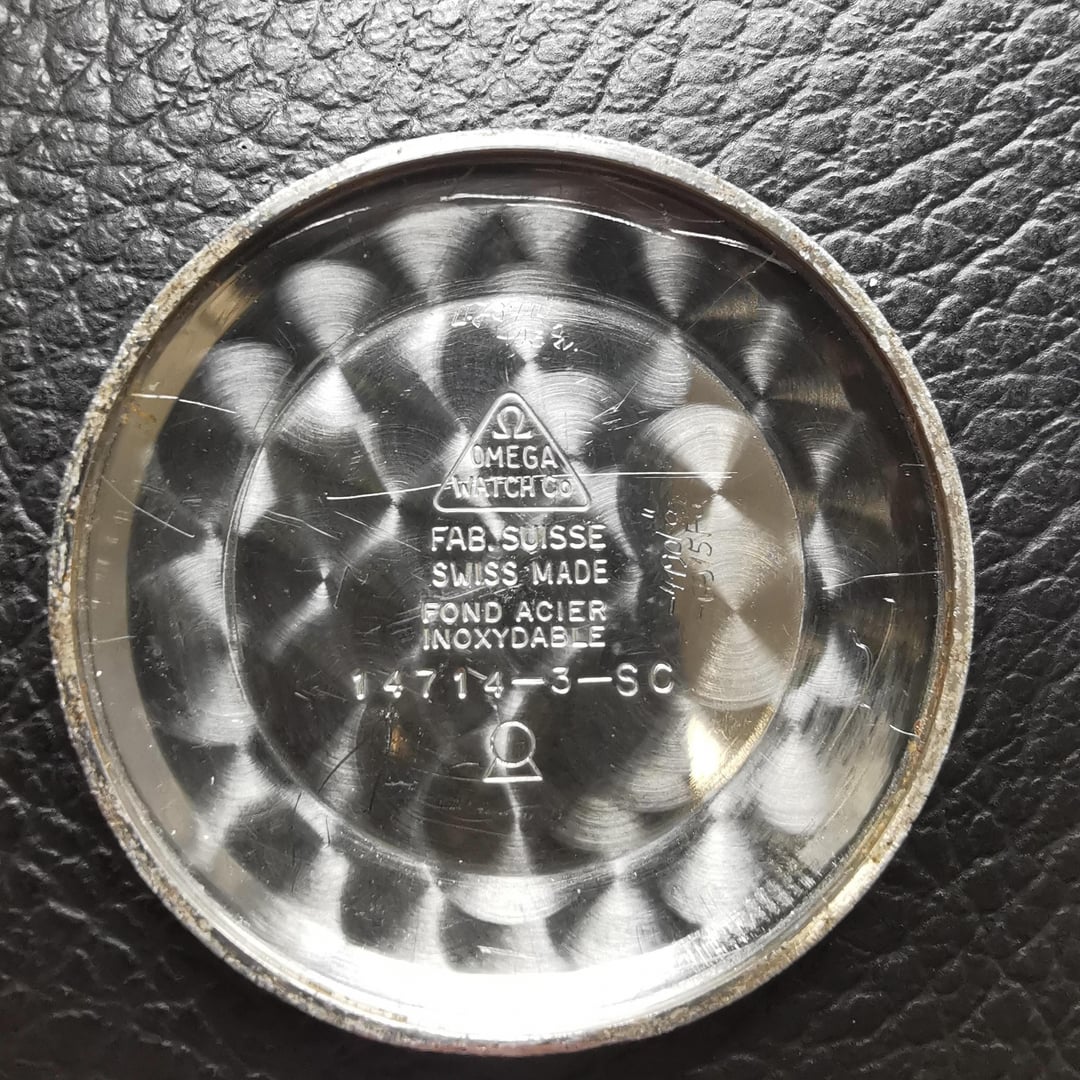 Ω
OMEGA
WATCH Co
FAB. SUISSE
SWISS MADE
FOND ACIER
INOXYDABLE
14714-3-SC